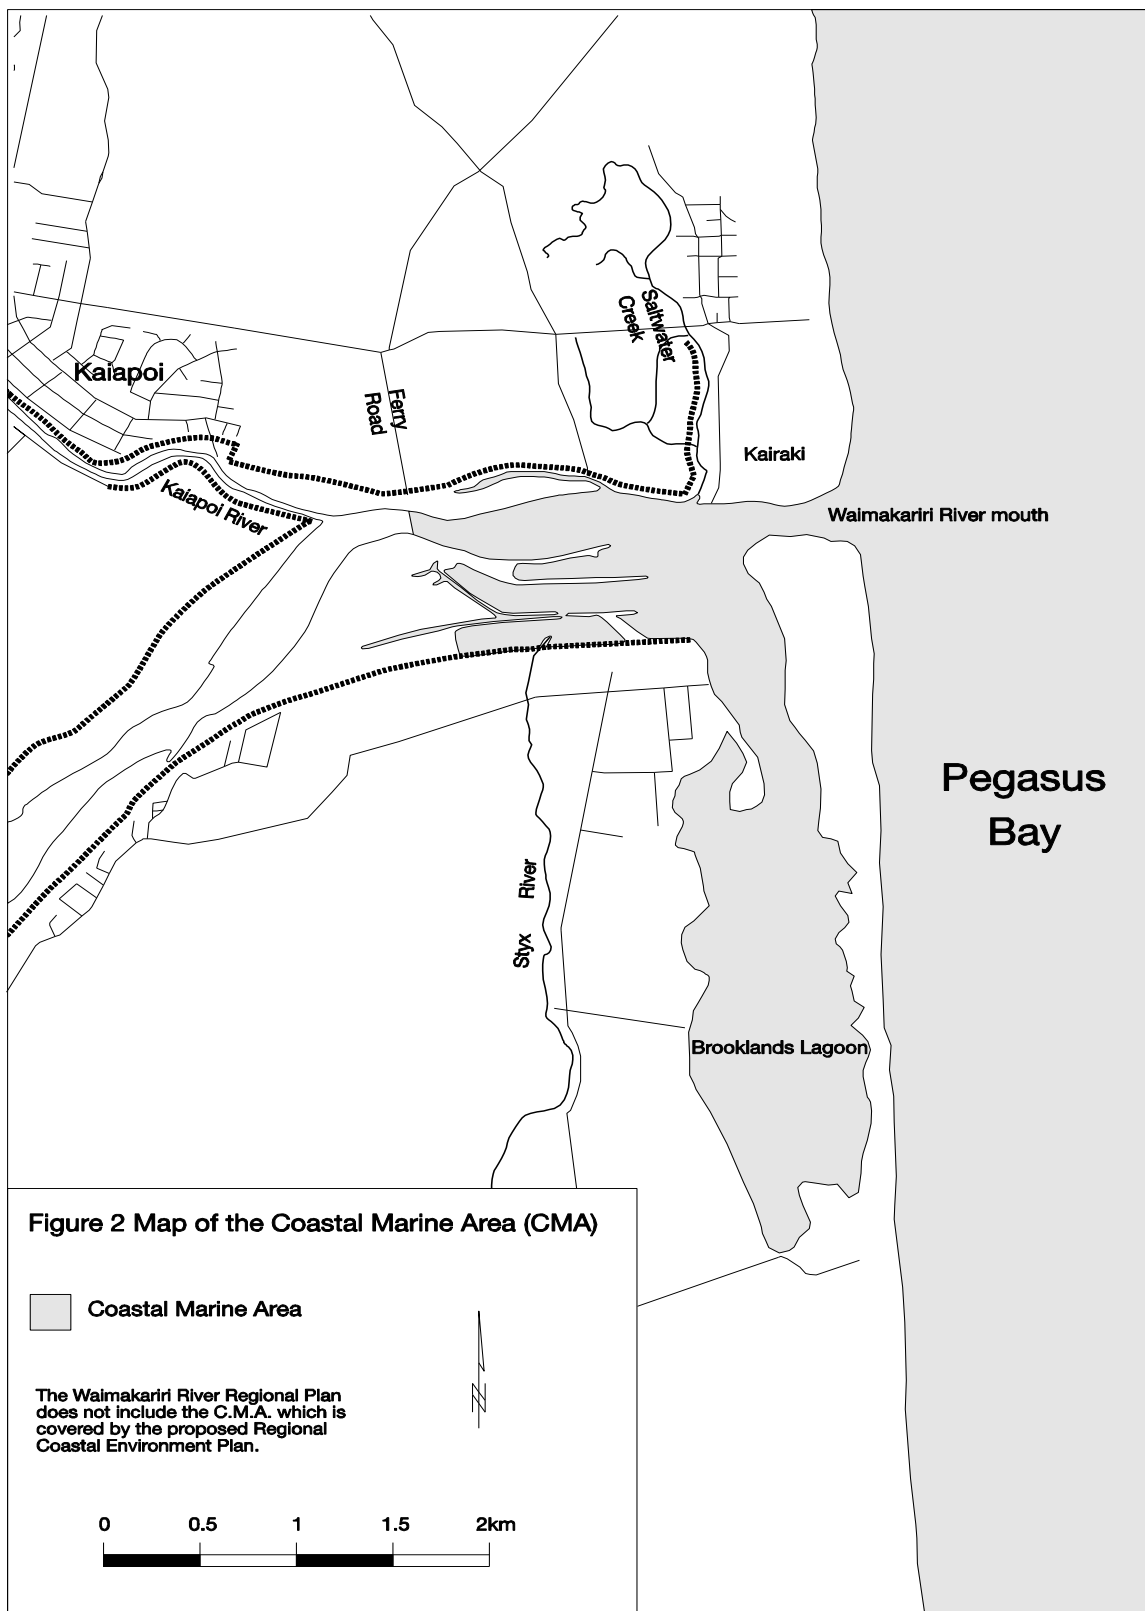 Saltwater
Creek
Kaiapoi
Ferry
Road
Kairaki
Kaiapoi River
Waimakariri River mouth
Pegasus
Bay
Styx River
Brooklands Lagoon
Figure 2 Map of the Coastal Marine Area (CMA)
Coastal Marine Area
N
The Waimakariri River Regional Plan
does not include the C.M.A. which is
covered by the proposed Regional
Coastal Environment Plan.
0 0.5 1 1.5 2km